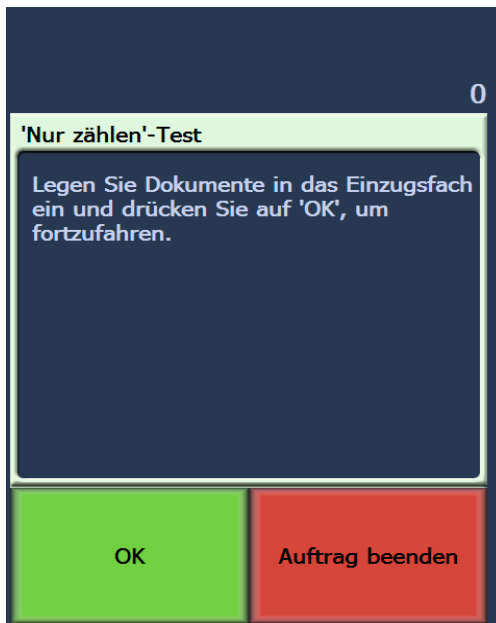 0
'Nur zählen'-Test
Legen Sie Dokumente in das Einzugsfach
ein und drücken Sie auf 'OK', um
fortzufahren.
OK
Auftrag beenden